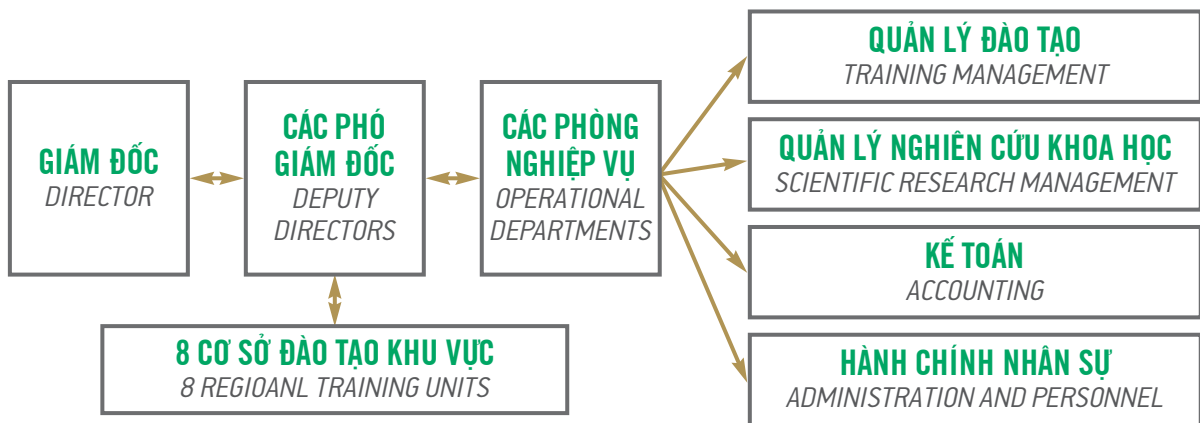 GIÁM ĐỐC
DIRECTOR
CÁC PHÓ
GIÁM ĐỐC
DEPUTY
DIRECTORS
CÁC PHÒNG
NGHIỆP VỤ
OPERATIONAL
DEPARTMENTS
QUẢN LÝ ĐÀO TẠO
TRAINING MANAGEMENT
QUẢN LÝ NGHIÊN CỨU KHOA HỌC
SCIENTIFIC RESEARCH MANAGEMENT
KẾ TOÁN
ACCOUNTING
HÀNH CHÍNH NHÂN SỰ
ADMINISTRATION AND PERSONNEL
8 CƠ SỞ ĐÀO TẠO KHU VỰC
8 REGIOANL TRAINING UNITS